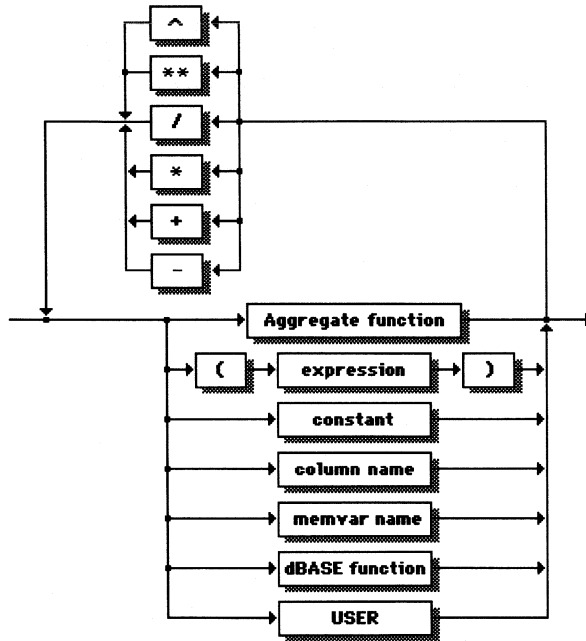 ^
**
/
*
+
-
Aggregate function
( expression )
constant
column name
memvar name
dBASE function
USER